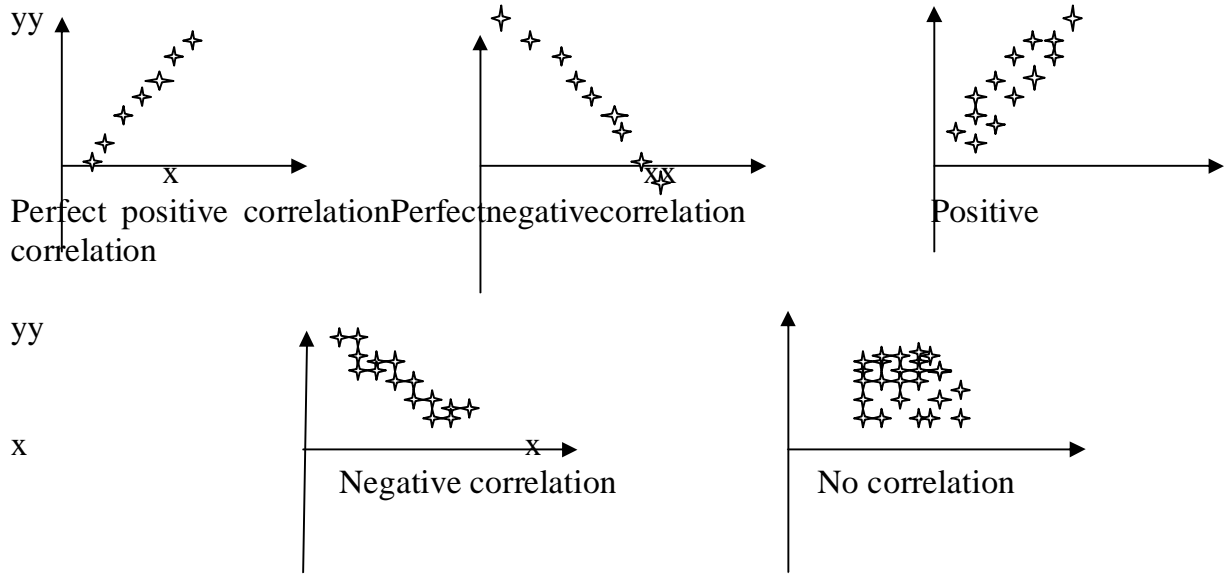 yy
x xx
Perfect positive correlationPerfectnegativecorrelation Positive
correlation
yy
x x
Negative correlation No correlation